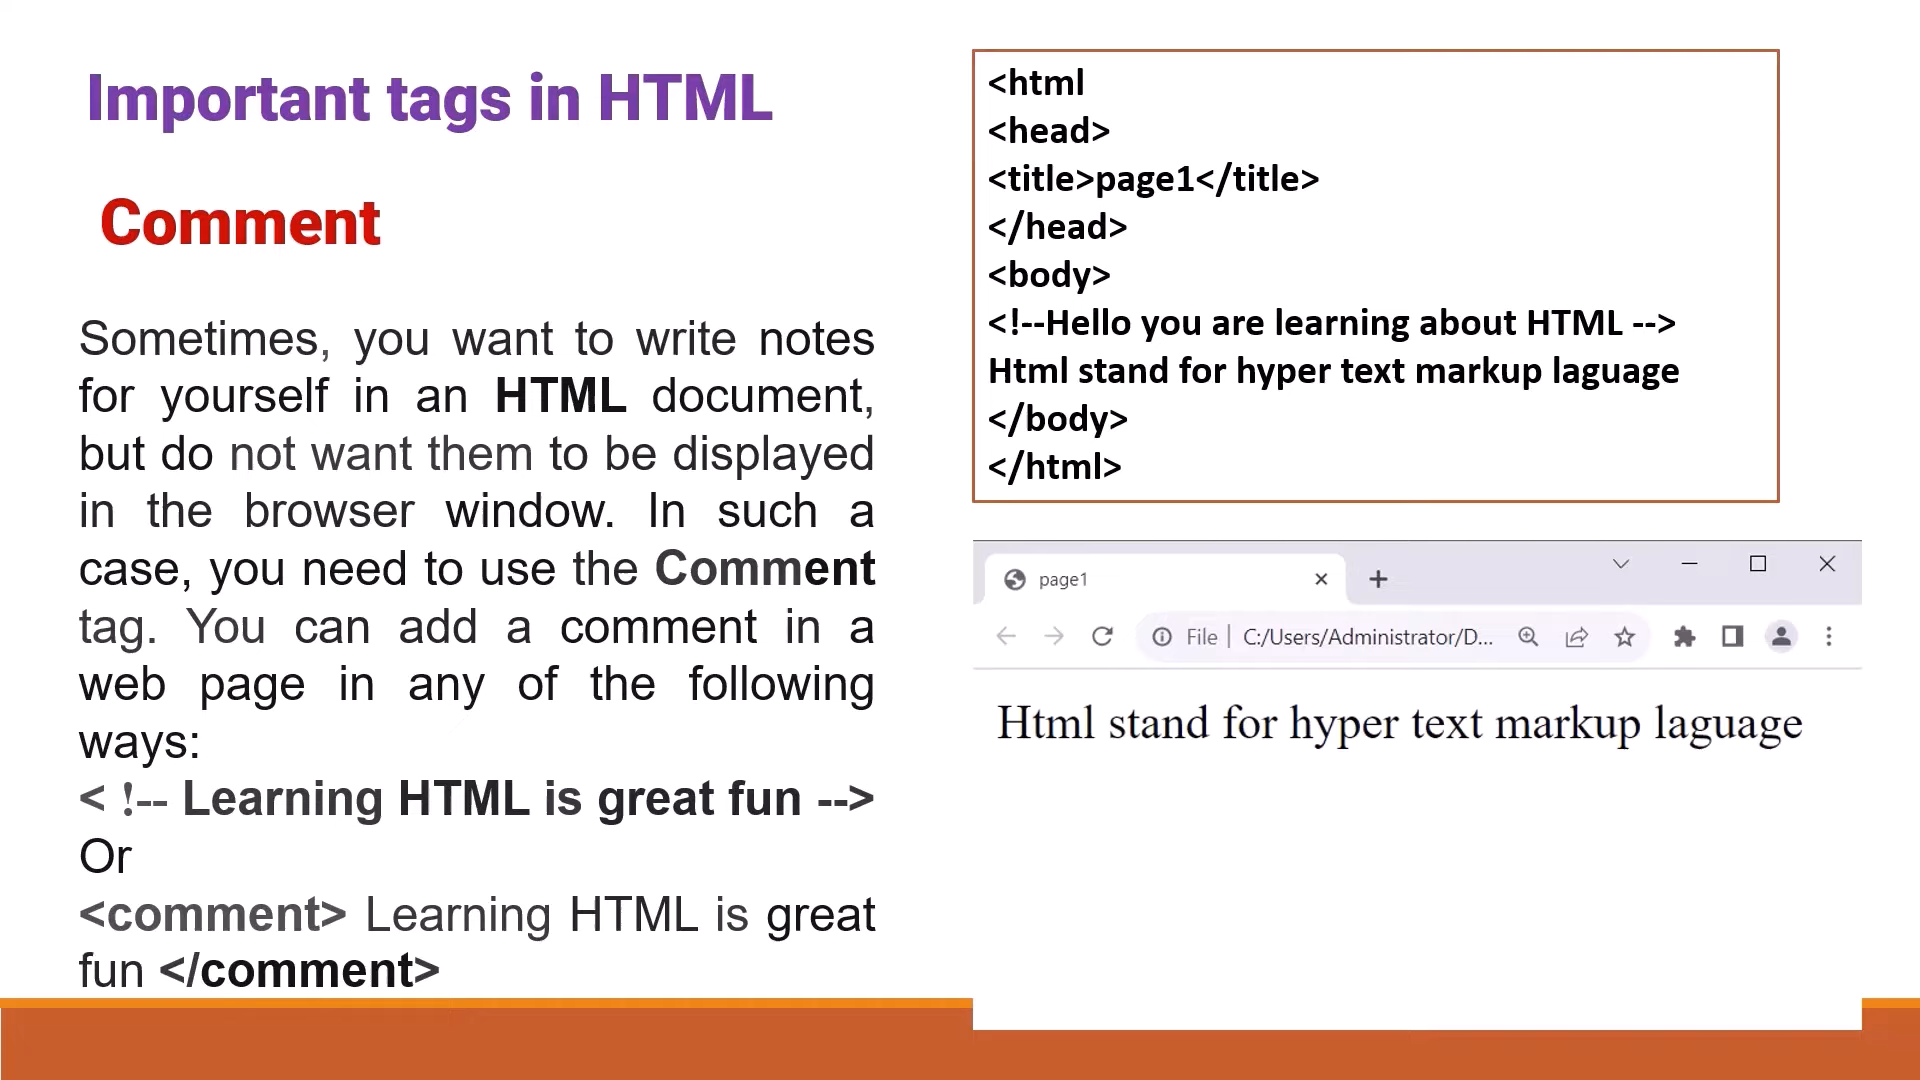 Important tags in HTML
Comment
Sometimes, you want to write notes
for yourself in an HTML document,
but do not want them to be displayed
in the browser window. In such a
case, you need to use the Comment
tag. You can add a comment in a
web page in any of the following
ways:
< !-- Learning HTML is great fun -->
Or
<comment> Learning HTML is great
fun </comment>
<html
<head>
<title>page1</title>
</head>
<body>
<!--Hello you are learning about HTML -->
Html stand for hyper text markup laguage
</body>
</html>
page1
File | C:/Users/Administrator/D...
Html stand for hyper text markup laguage